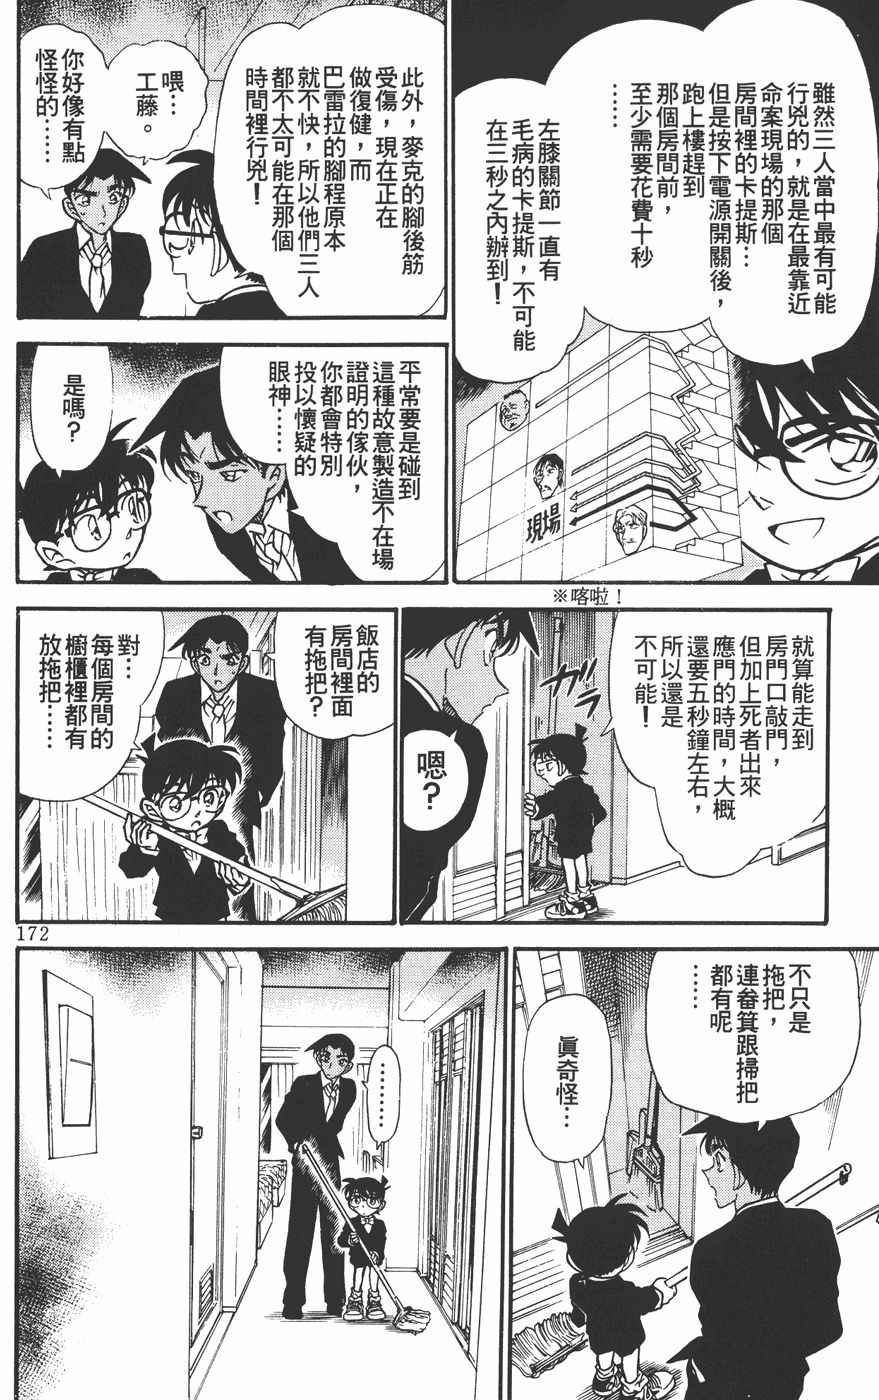 雖然三人當中最有可能
行兇的，就是在最靠近
命案現場的那個
房間裡的卡提斯…
但是按下電源開關後，
跑上樓趕到
那個房間前，
至少需要花費十秒
……
左膝關節一直有
毛病的卡提斯，不可能
在三秒之內辦到！
現場
此外，麥克的腳後筋
受傷，現在正在
做復健，而
巴雷拉的腳程原本
就不快，所以他們三人
都不太可能在那個
時間裡行兇！
喂…
工藤。
你好像有點
怪怪的……
平常要是碰到
這種故意製造不在場
證明的傢伙，
你都會特別
投以懷疑的
眼神……
是嗎？
※喀啦！
就算能走到
房門口敲門，
但加上死者出來
應門的時間，大概
還要五秒鐘左右，
所以還是
不可能！
ガラ
嗯？
飯店的
房間裡面
有拖把？
對…
每個房間的
櫥櫃裡都有
放拖把……
172
不只是
拖把，
連畚箕跟掃把
都有呢
……
真奇怪…
………